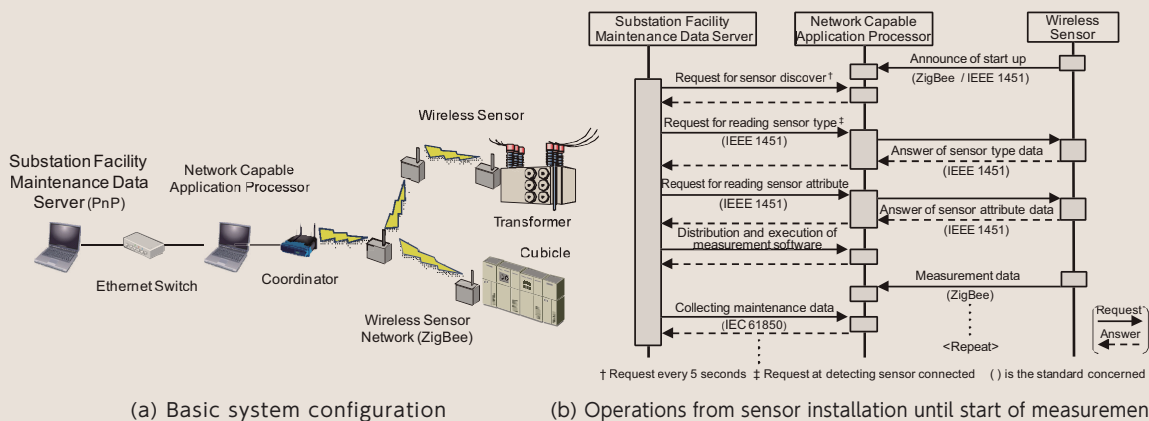 Substation Facility
Maintenance Data
Server (PnP)
Network Capable
Application Processor
Wireless Sensor
Transformer
Cubicle
Ethernet Switch
Coordinator
Wireless Sensor
Network (ZigBee)
(a) Basic system configuration
Substation Facility
Maintenance Data Server
Network Capable
Application Processor
Wireless
Sensor
Announce of start up
(ZigBee / IEEE 1451)
Request for sensor discover†
Request for reading sensor type‡
(IEEE 1451)
Answer of sensor type data
(IEEE 1451)
Request for reading sensor attribute
(IEEE 1451)
Answer of sensor attribute data
(IEEE 1451)
Distribution and execution of
measurement software
Measurement data
(ZigBee)
Collecting maintenance data
(IEC 61850)
<Repeat>
Request
Answer
† Request every 5 seconds ‡ Request at detecting sensor connected ( ) is the standard concerned
(b) Operations from sensor installation until start of measuremen